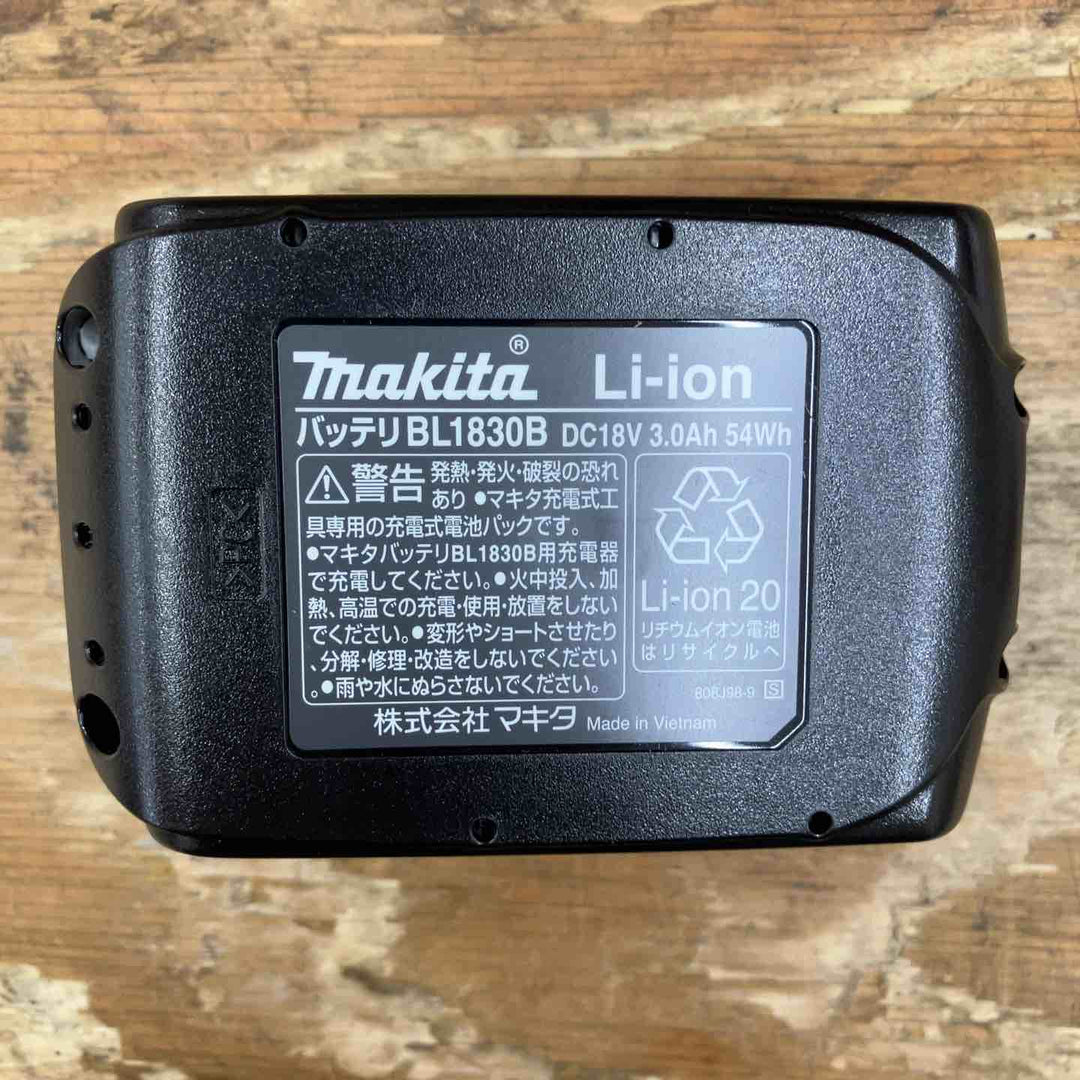 makita® Li-ion
バッテリBL1830B DC18V 3.0Ah 54Wh
警告 発熱・発火・破裂の恐れ
あり ●マキタ充電式工
具専用の充電式電池パックです。
●マキタバッテリBL1830B用充電器
で充電してください。●火中投入、加
熱、高温での充電・使用・放置をしない
でください。●変形やショートさせたり
、分解・修理・改造をしないでください
。●雨や水にぬらさないでください。
Li-ion 20
リチウムイオン電池
はリサイクルへ
808J98-9 S
株式会社マキタ Made in Vietnam